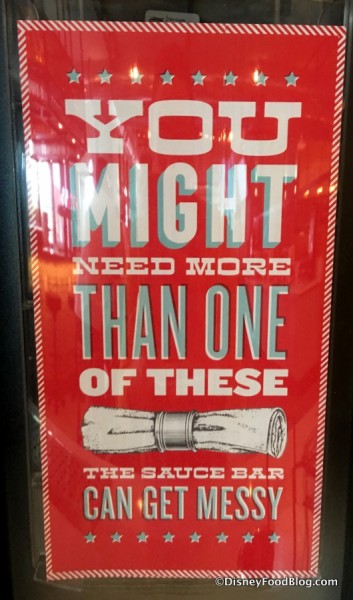 YOU
MIGHT
NEED MORE
THAN ONE
OF THESE
THE SAUCE BAR
CAN GET MESSY
©DisneyFoodBlog.com